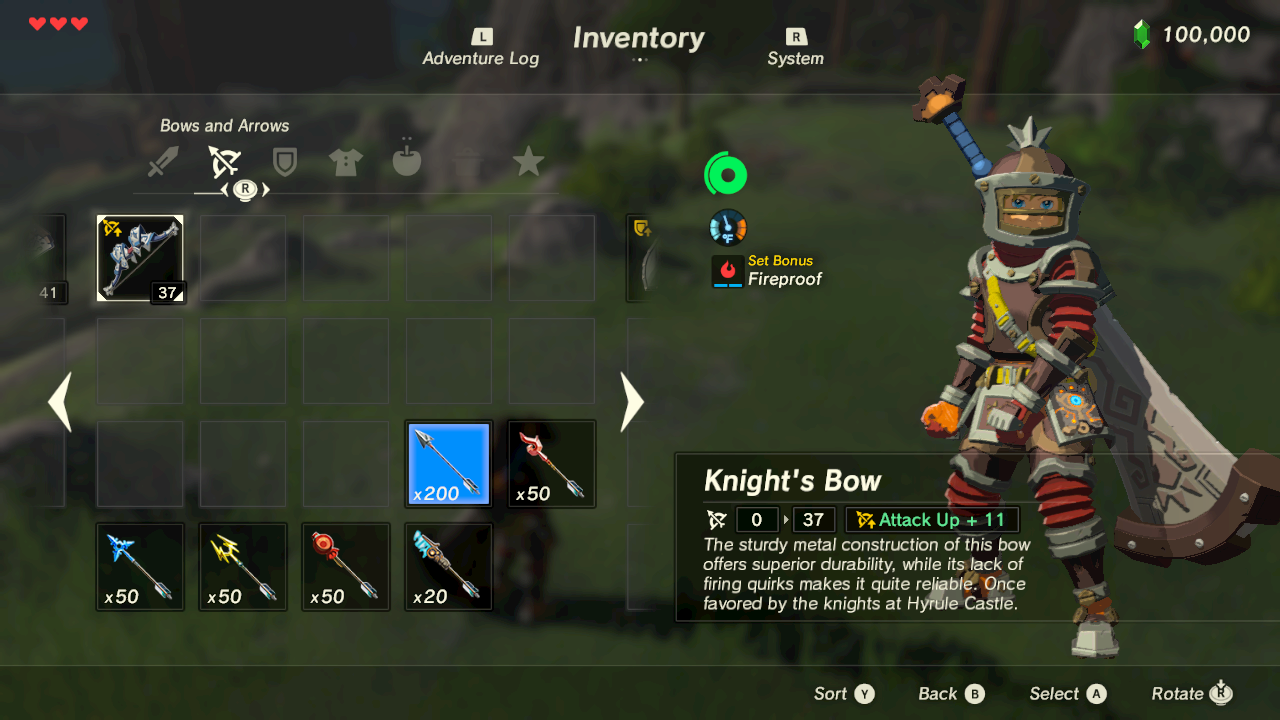 L
Inventory
R
100,000
Adventure Log
System
Bows and Arrows
R
°F
Set Bonus
Fireproof
41
37
x200
x50
x50
x50
x50
x20
Knight's Bow
0
37
Attack Up + 11
The sturdy metal construction of this bow
offers superior durability, while its lack of
firing quirks makes it quite reliable. Once
favored by the knights at Hyrule Castle.
Sort Y
Back B
Select A
Rotate R